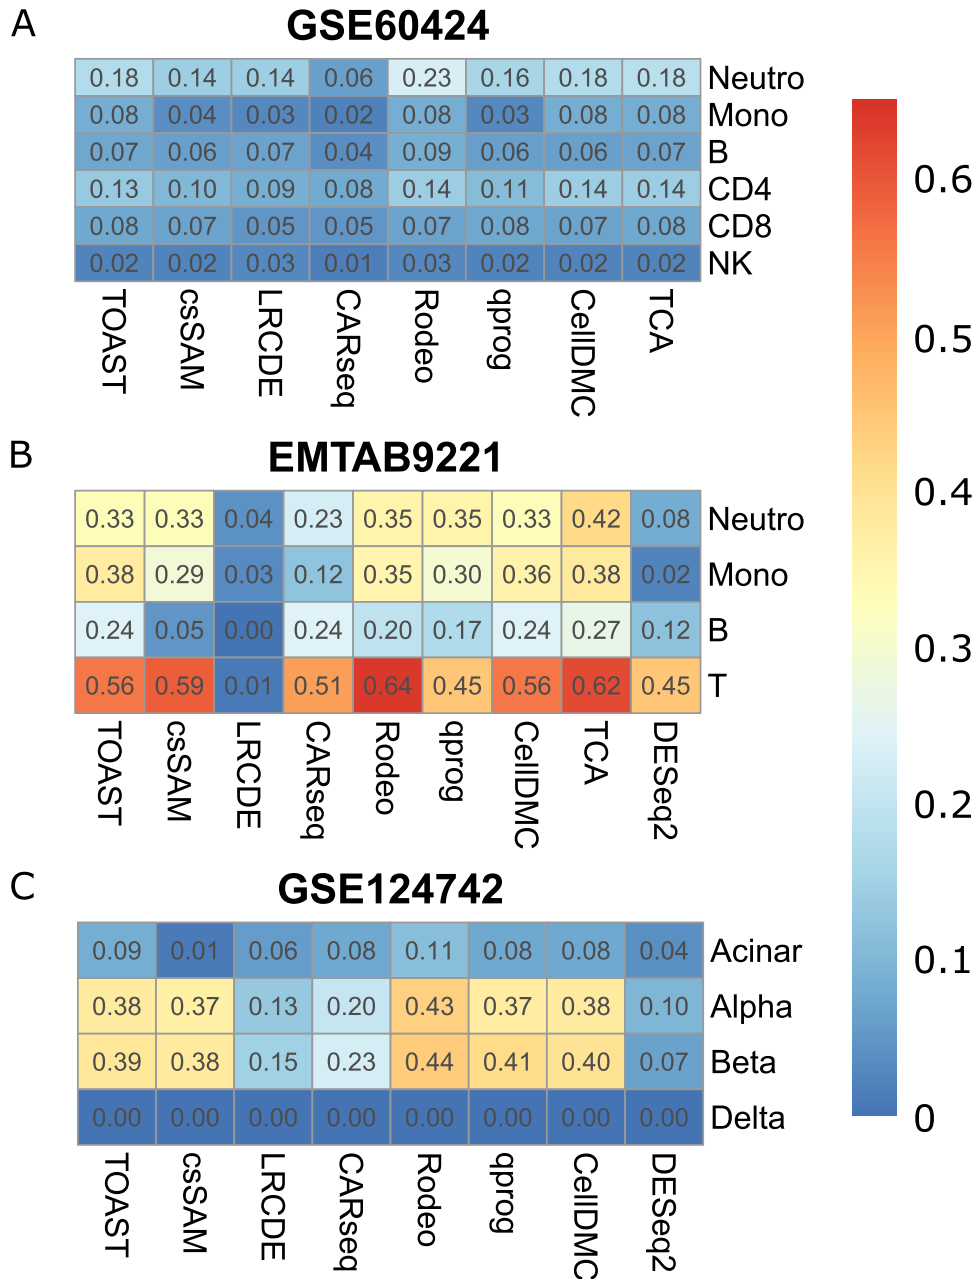 A
GSE60424
0.18 0.14 0.14 0.06 0.23 0.16 0.18 0.18 Neutro
0.08 0.04 0.03 0.02 0.08 0.03 0.08 0.08 Mono
0.07 0.06 0.07 0.04 0.09 0.06 0.06 0.07 B
0.13 0.10 0.09 0.08 0.14 0.11 0.14 0.14 CD4
0.08 0.07 0.05 0.05 0.07 0.08 0.07 0.08 CD8
0.02 0.02 0.03 0.01 0.03 0.02 0.02 0.02 NK
TOAST csSAM LRCDE CARseq Rodeo qprog CellDMC TCA
B
EMTAB9221
0.33 0.33 0.04 0.23 0.35 0.35 0.33 0.42 0.08 Neutro
0.38 0.29 0.03 0.12 0.35 0.30 0.36 0.38 0.02 Mono
0.24 0.05 0.00 0.24 0.20 0.17 0.24 0.27 0.12 B
0.56 0.59 0.01 0.51 0.64 0.45 0.56 0.62 0.45 T
TOAST csSAM LRCDE CARseq Rodeo qprog CellDMC TCA DESeq2
C
GSE124742
0.09 0.01 0.06 0.08 0.11 0.08 0.08 0.04 Acinar
0.38 0.37 0.13 0.20 0.43 0.37 0.38 0.10 Alpha
0.39 0.38 0.15 0.23 0.44 0.41 0.40 0.07 Beta
0.00 0.00 0.00 0.00 0.00 0.00 0.00 0.00 Delta
TOAST csSAM LRCDE CARseq Rodeo qprog CellDMC DESeq2
0.6
0.5
0.4
0.3
0.2
0.1
0